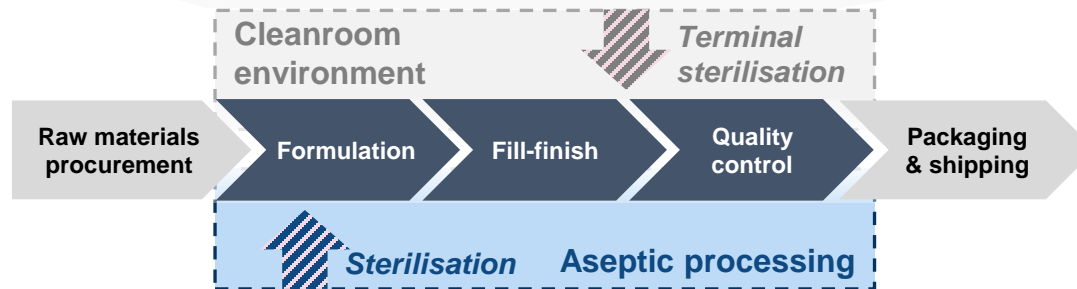 Cleanroom
environment
Terminal
sterilisation
Raw materials
procurement
Formulation
Fill-finish
Quality
control
Packaging
& shipping
Sterilisation
Aseptic processing